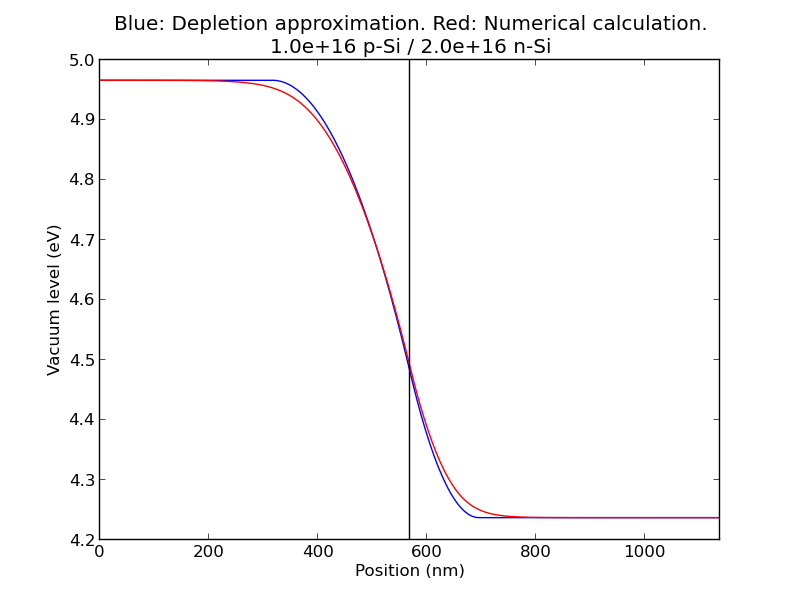 Blue: Depletion approximation. Red: Numerical calculation.
1.0e+16 p-Si / 2.0e+16 n-Si
5.0
4.9
4.8
4.7
4.6
4.5
4.4
4.3
4.2
Vacuum level (eV)
0 200 400 600 800 1000
Position (nm)